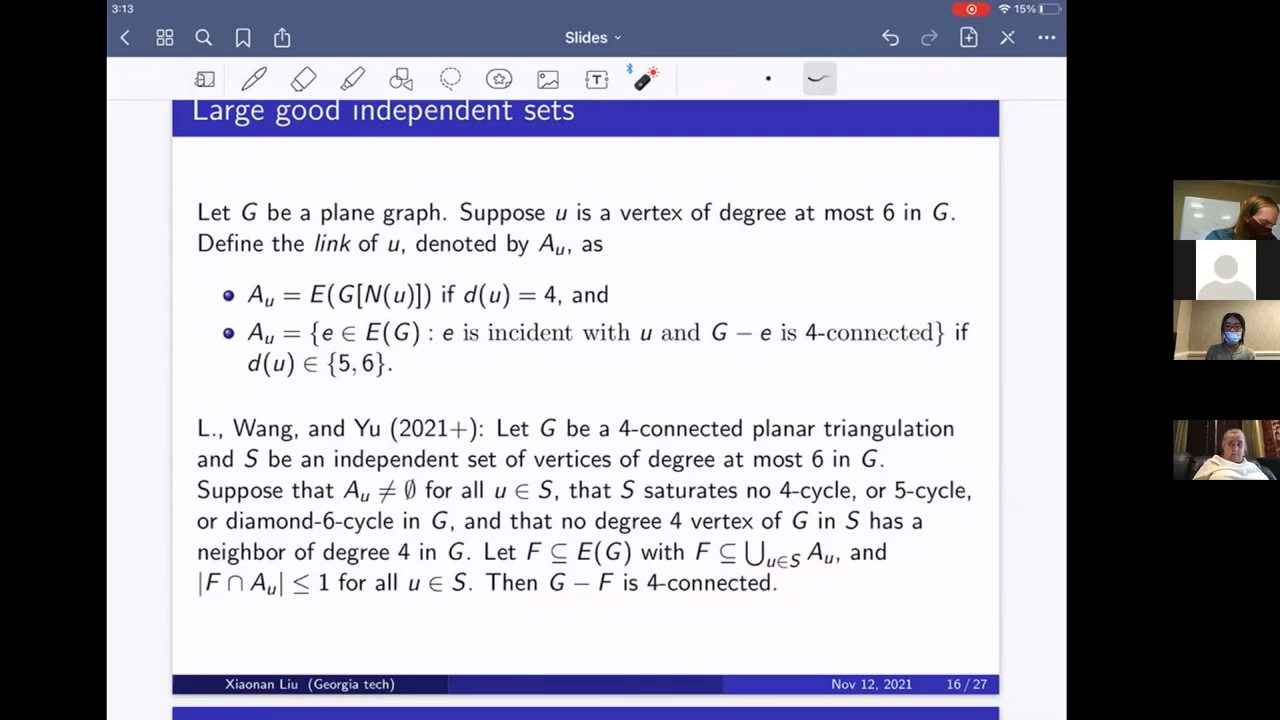 3:13
15%
Slides
Large good independent sets
Let G be a plane graph. Suppose u is a vertex of degree at most 6 in G.
Define the link of u, denoted by A_u, as
A_u = E(G[N(u)]) if d(u) = 4, and
A_u = {e ∈ E(G) : e is incident with u and G − e is 4-connected} if
d(u) ∈ {5, 6}.
L., Wang, and Yu (2021+): Let G be a 4-connected planar triangulation
and S be an independent set of vertices of degree at most 6 in G.
Suppose that A_u ≠ ∅ for all u ∈ S, that S saturates no 4-cycle, or 5-cycle,
or diamond-6-cycle in G, and that no degree 4 vertex of G in S has a
neighbor of degree 4 in G. Let F ⊆ E(G) with F ⊆ ⋃_{u∈S} A_u, and
|F ∩ A_u| ≤ 1 for all u ∈ S. Then G − F is 4-connected.
Xiaonan Liu (Georgia tech)
Nov 12, 2021
16 / 27